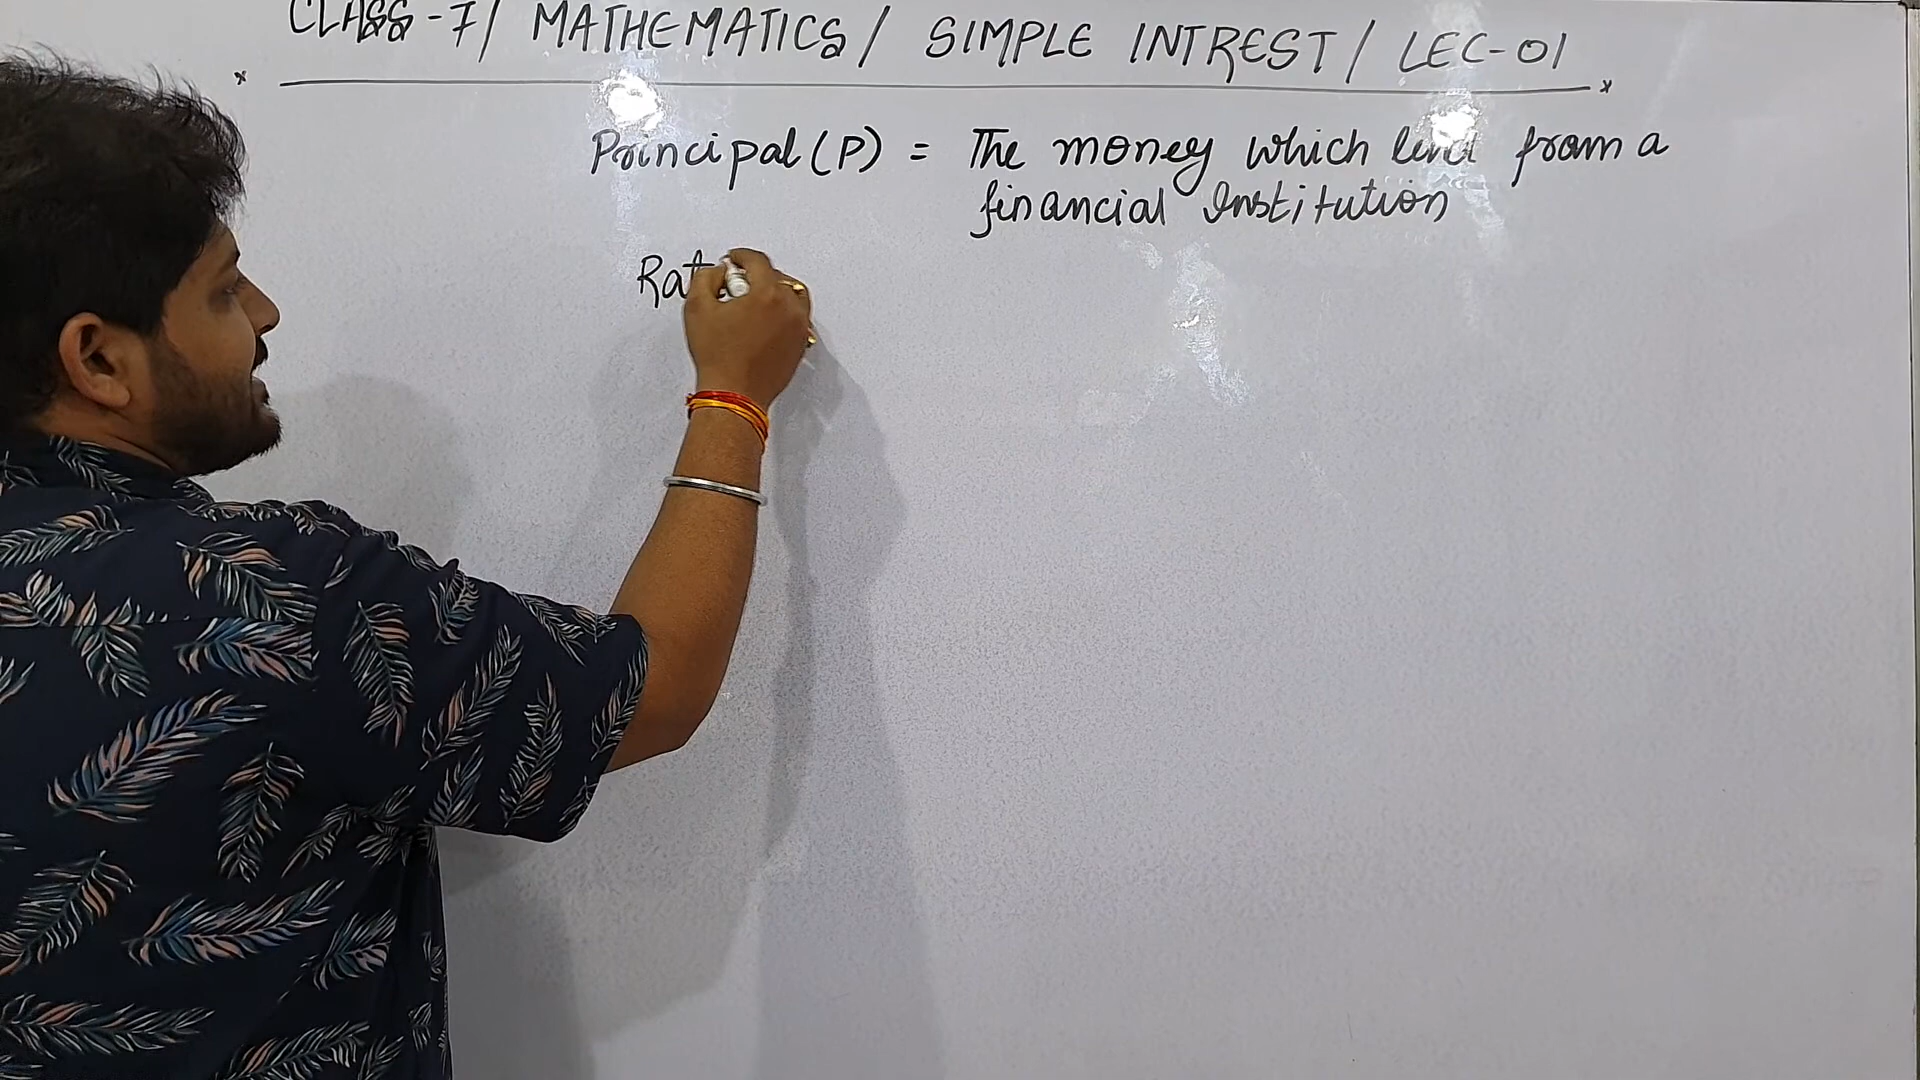 CLASS-7/ MATHEMATICS/ SIMPLE INTREST/ LEC-01
Principal(P) = The money which lend from a
financial Institution
Rat